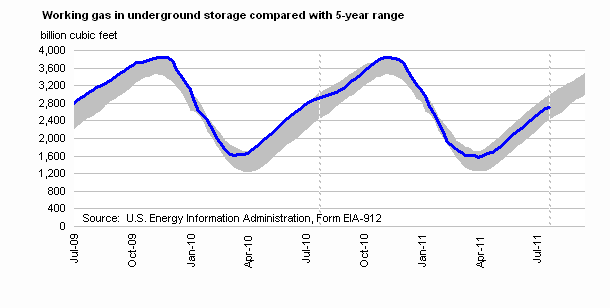 Working gas in underground storage compared with 5-year range
billion cubic feet
4,000
3,600
3,200
2,800
2,400
2,000
1,600
1,200
800
400
0
Source: U.S. Energy Information Administration, Form EIA-912
Jul-09
Oct-09
Jan-10
Apr-10
Jul-10
Oct-10
Jan-11
Apr-11
Jul-11